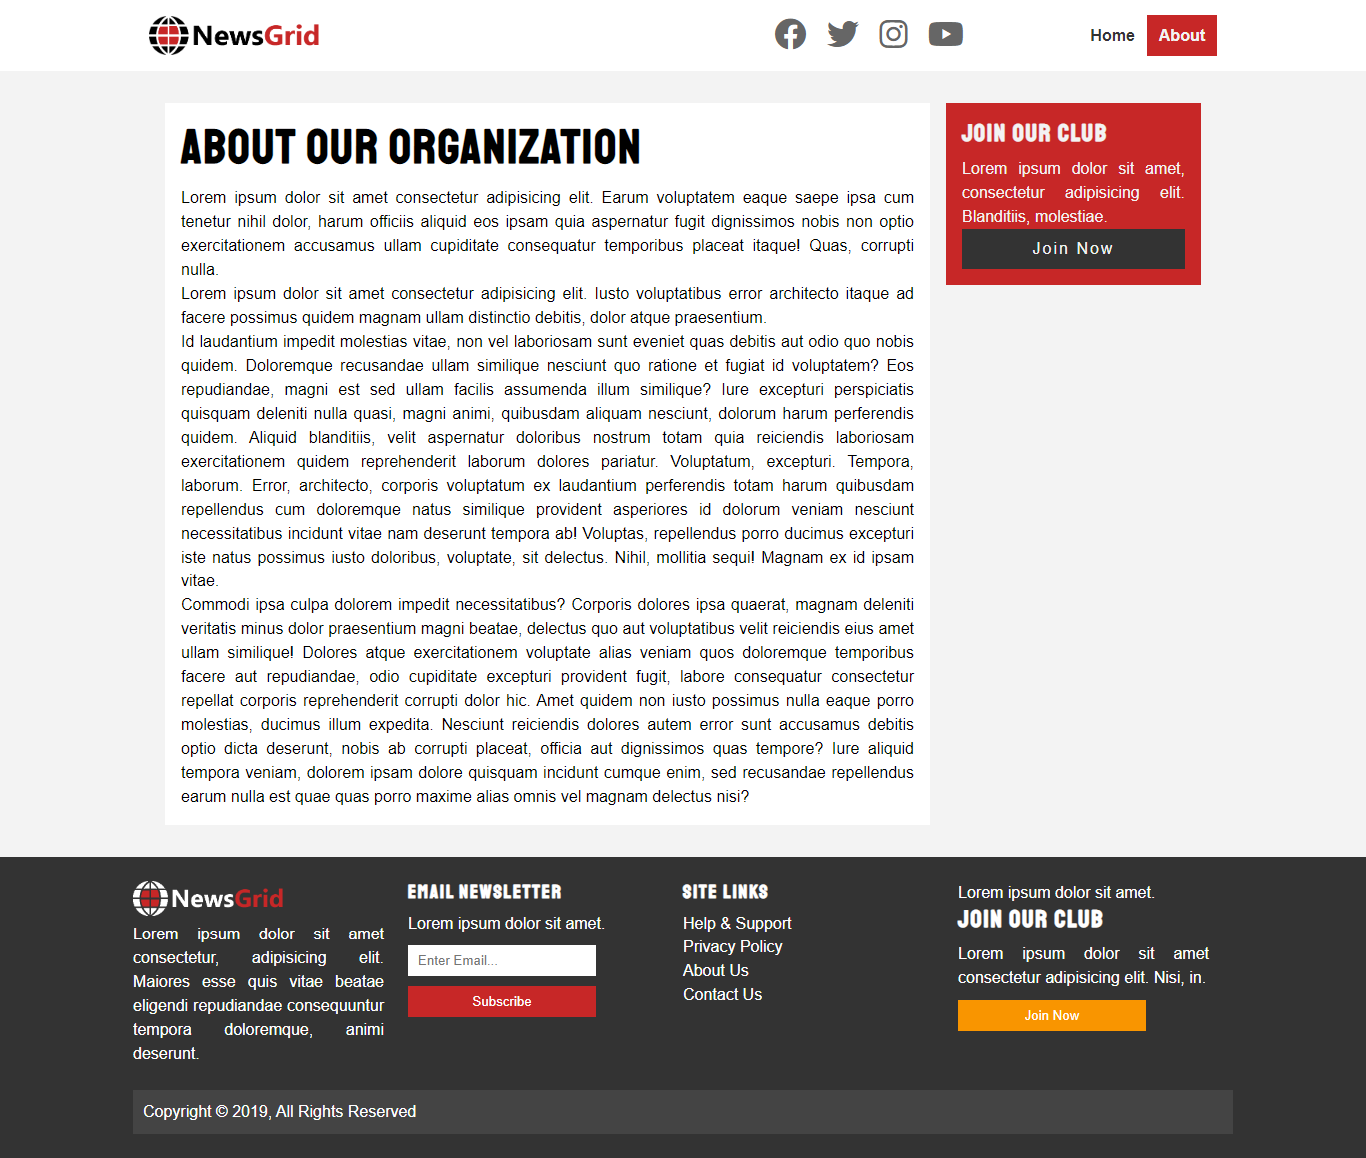 NewsGrid
Home
About
ABOUT OUR ORGANIZATION
Lorem ipsum dolor sit amet consectetur adipisicing elit. Earum voluptatem eaque saepe ipsa cum
tenetur nihil dolor, harum officiis aliquid eos ipsam quia aspernatur fugit dignissimos nobis non optio
exercitationem accusamus ullam cupiditate consequatur temporibus placeat itaque! Quas, corrupti
nulla.
Lorem ipsum dolor sit amet consectetur adipisicing elit. Iusto voluptatibus error architecto itaque ad
facere possimus quidem magnam ullam distinctio debitis, dolor atque praesentium.
Id laudantium impedit molestias vitae, non vel laboriosam sunt eveniet quas debitis aut odio quo nobis
quidem. Doloremque recusandae ullam similique nesciunt quo ratione et fugiat id voluptatem? Eos
repudiandae, magni est sed ullam facilis assumenda illum similique? Iure excepturi perspiciatis
quisquam deleniti nulla quasi, magni animi, quibusdam aliquam nesciunt, dolorum harum perferendis
quidem. Aliquid blanditiis, velit aspernatur doloribus nostrum totam quia reiciendis laboriosam
exercitationem quidem reprehenderit laborum dolores pariatur. Voluptatum, excepturi. Tempora,
laborum. Error, architecto, corporis voluptatum ex laudantium perferendis totam harum quibusdam
repellendus cum doloremque natus similique provident asperiores id dolorum veniam nesciunt
necessitatibus incidunt vitae nam deserunt tempora ab! Voluptas, repellendus porro ducimus excepturi
iste natus possimus iusto doloribus, voluptate, sit delectus. Nihil, mollitia sequi! Magnam ex id ipsam
vitae.
Commodi ipsa culpa dolorem impedit necessitatibus? Corporis dolores ipsa quaerat, magnam deleniti
veritatis minus dolor praesentium magni beatae, delectus quo aut voluptatibus velit reiciendis eius amet
ullam similique! Dolores atque exercitationem voluptate alias veniam quos doloremque temporibus
facere aut repudiandae, odio cupiditate excepturi provident fugit, labore consequatur consectetur
repellat corporis reprehenderit corrupti dolor hic. Amet quidem non iusto possimus nulla eaque porro
molestias, ducimus illum expedita. Nesciunt reiciendis dolores autem error sunt accusamus debitis
optio dicta deserunt, nobis ab corrupti placeat, officia aut dignissimos quas tempore? Iure aliquid
tempora veniam, dolorem ipsam dolore quisquam incidunt cumque enim, sed recusandae repellendus
earum nulla est quae quas porro maxime alias omnis vel magnam delectus nisi?
JOIN OUR CLUB
Lorem ipsum dolor sit amet,
consectetur adipisicing elit.
Blanditiis, molestiae.
Join Now
NewsGrid
Lorem ipsum dolor sit amet
consectetur, adipisicing elit.
Maiores esse quis vitae beatae
eligendi repudiandae consequuntur
tempora doloremque, animi
deserunt.
EMAIL NEWSLETTER
Lorem ipsum dolor sit amet.
Enter Email...
Subscribe
SITE LINKS
Help & Support
Privacy Policy
About Us
Contact Us
Lorem ipsum dolor sit amet.
JOIN OUR CLUB
Lorem ipsum dolor sit amet
consectetur adipisicing elit. Nisi, in.
Join Now
Copyright © 2019, All Rights Reserved